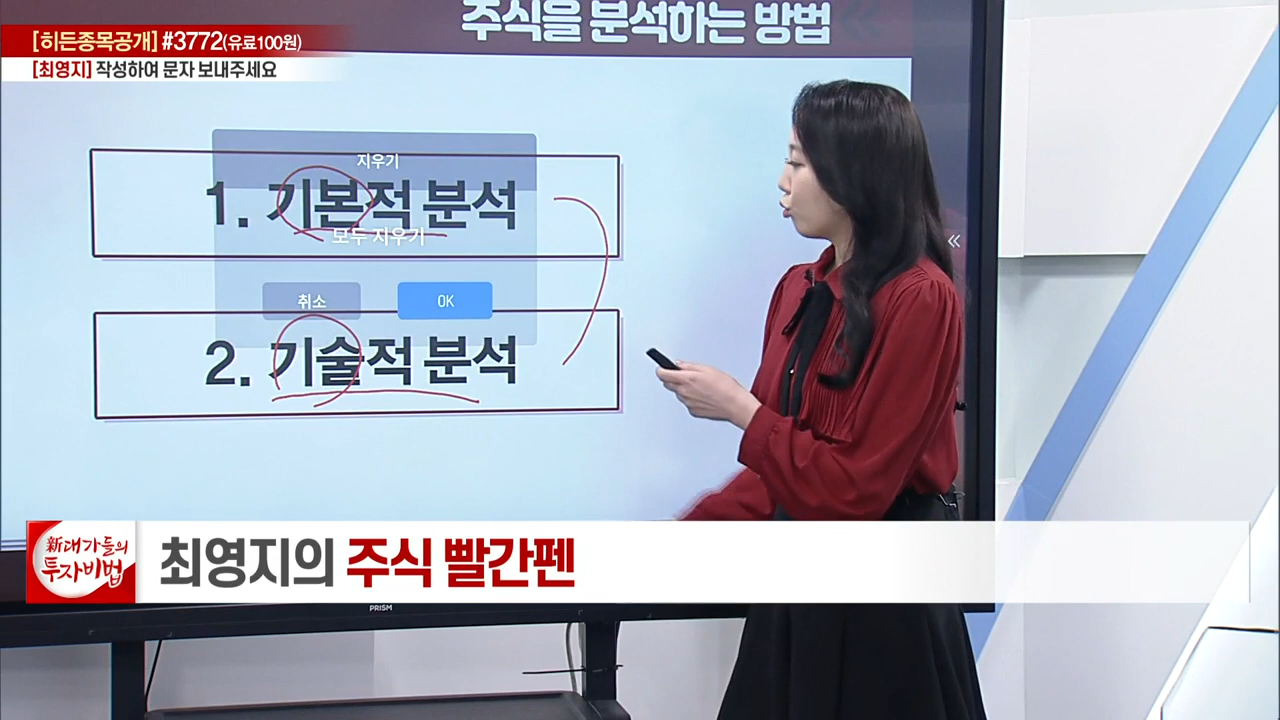 주식을 분석하는 방법
[히든종목공개] #3772(유료100원)
[최영지] 작성하여 문자 보내주세요
지우기
1. 기본적 분석
모두 지우기
취소
OK
2. 기술적 분석
新대가들의
투자비법
최영지의 주식 빨간펜
PRISM